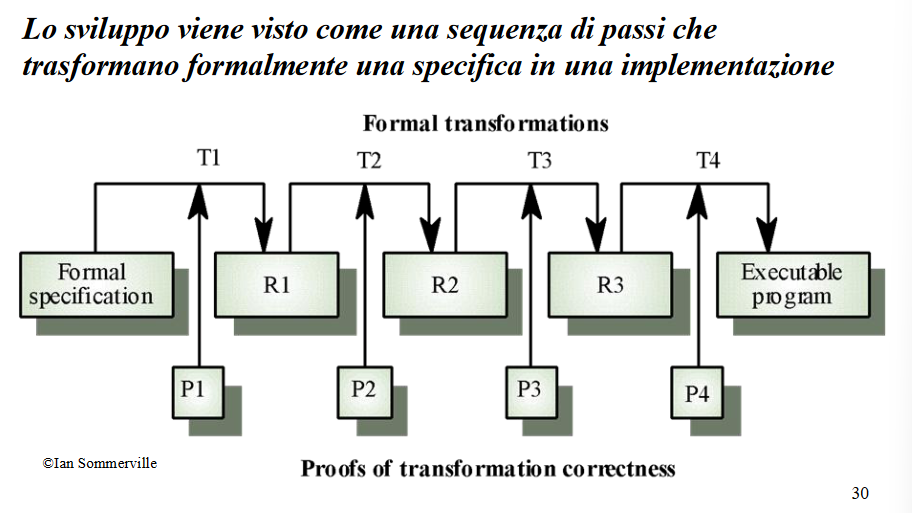 Lo sviluppo viene visto come una sequenza di passi che
trasformano formalmente una specifica in una implementazione
Formal transformations
T1 T2 T3 T4
Formal
specification
R1
R2
R3
Executable
program
P1
P2
P3
P4
©Ian Sommerville
Proofs of transformation correctness
30